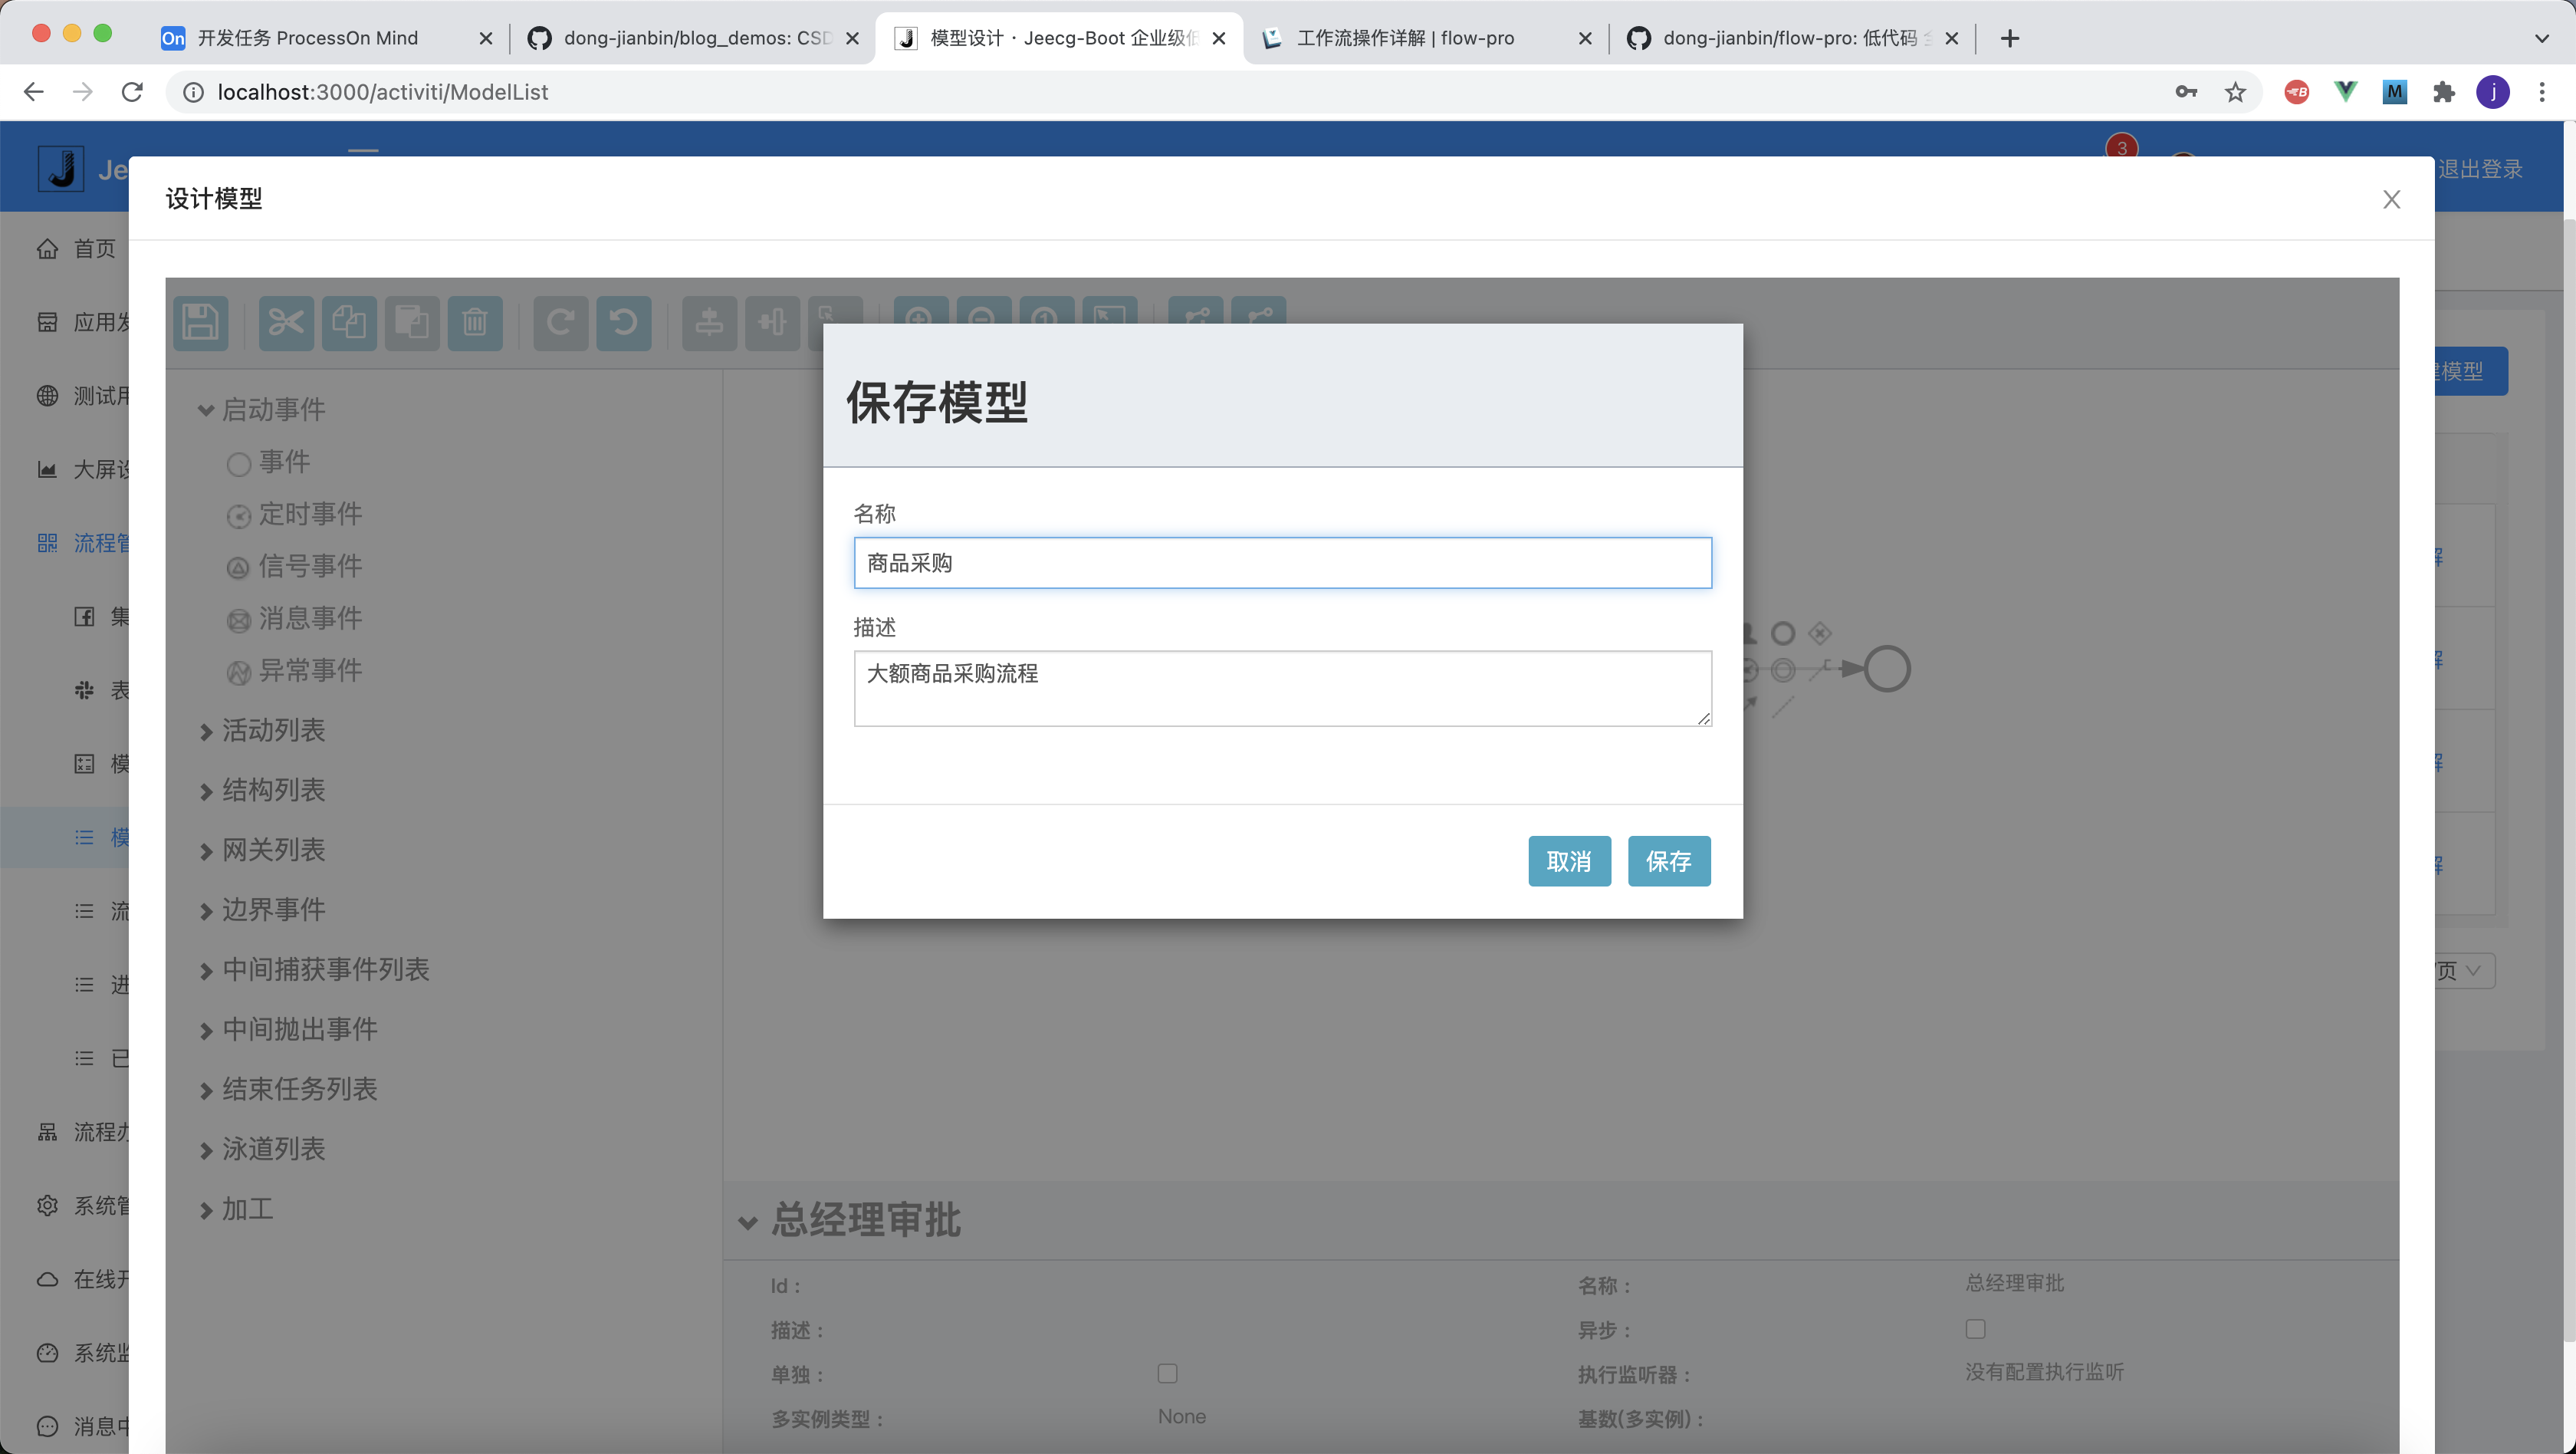 开发任务 ProcessOn Mind
dong-jianbin/blog_demos: CSD
模型设计 · Jeecg-Boot 企业级低
工作流操作详解 | flow-pro
dong-jianbin/flow-pro: 低代码
localhost:3000/activiti/ModelList
M
j
Je
3
退出登录
设计模型
首页
应用发
测试用
大屏设
流程管
集
表
模
模
流
进
已
流程办
系统管
在线开
系统监
消息中
启动事件
事件
定时事件
信号事件
消息事件
异常事件
活动列表
结构列表
网关列表
边界事件
中间捕获事件列表
中间抛出事件
结束任务列表
泳道列表
加工
保存模型
名称
商品采购
描述
大额商品采购流程
取消
保存
模型
页
总经理审批
Id :
名称 :
总经理审批
描述 :
异步 :
单独 :
执行监听器 :
没有配置执行监听
多实例类型 :
None
基数(多实例) :